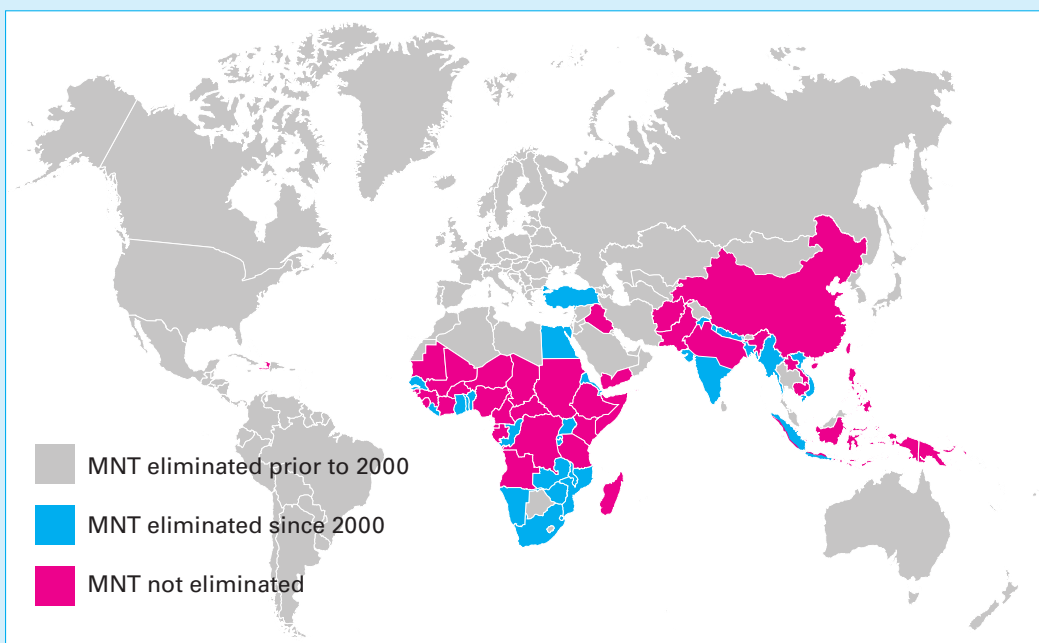 MNT eliminated prior to 2000
MNT eliminated since 2000
MNT not eliminated